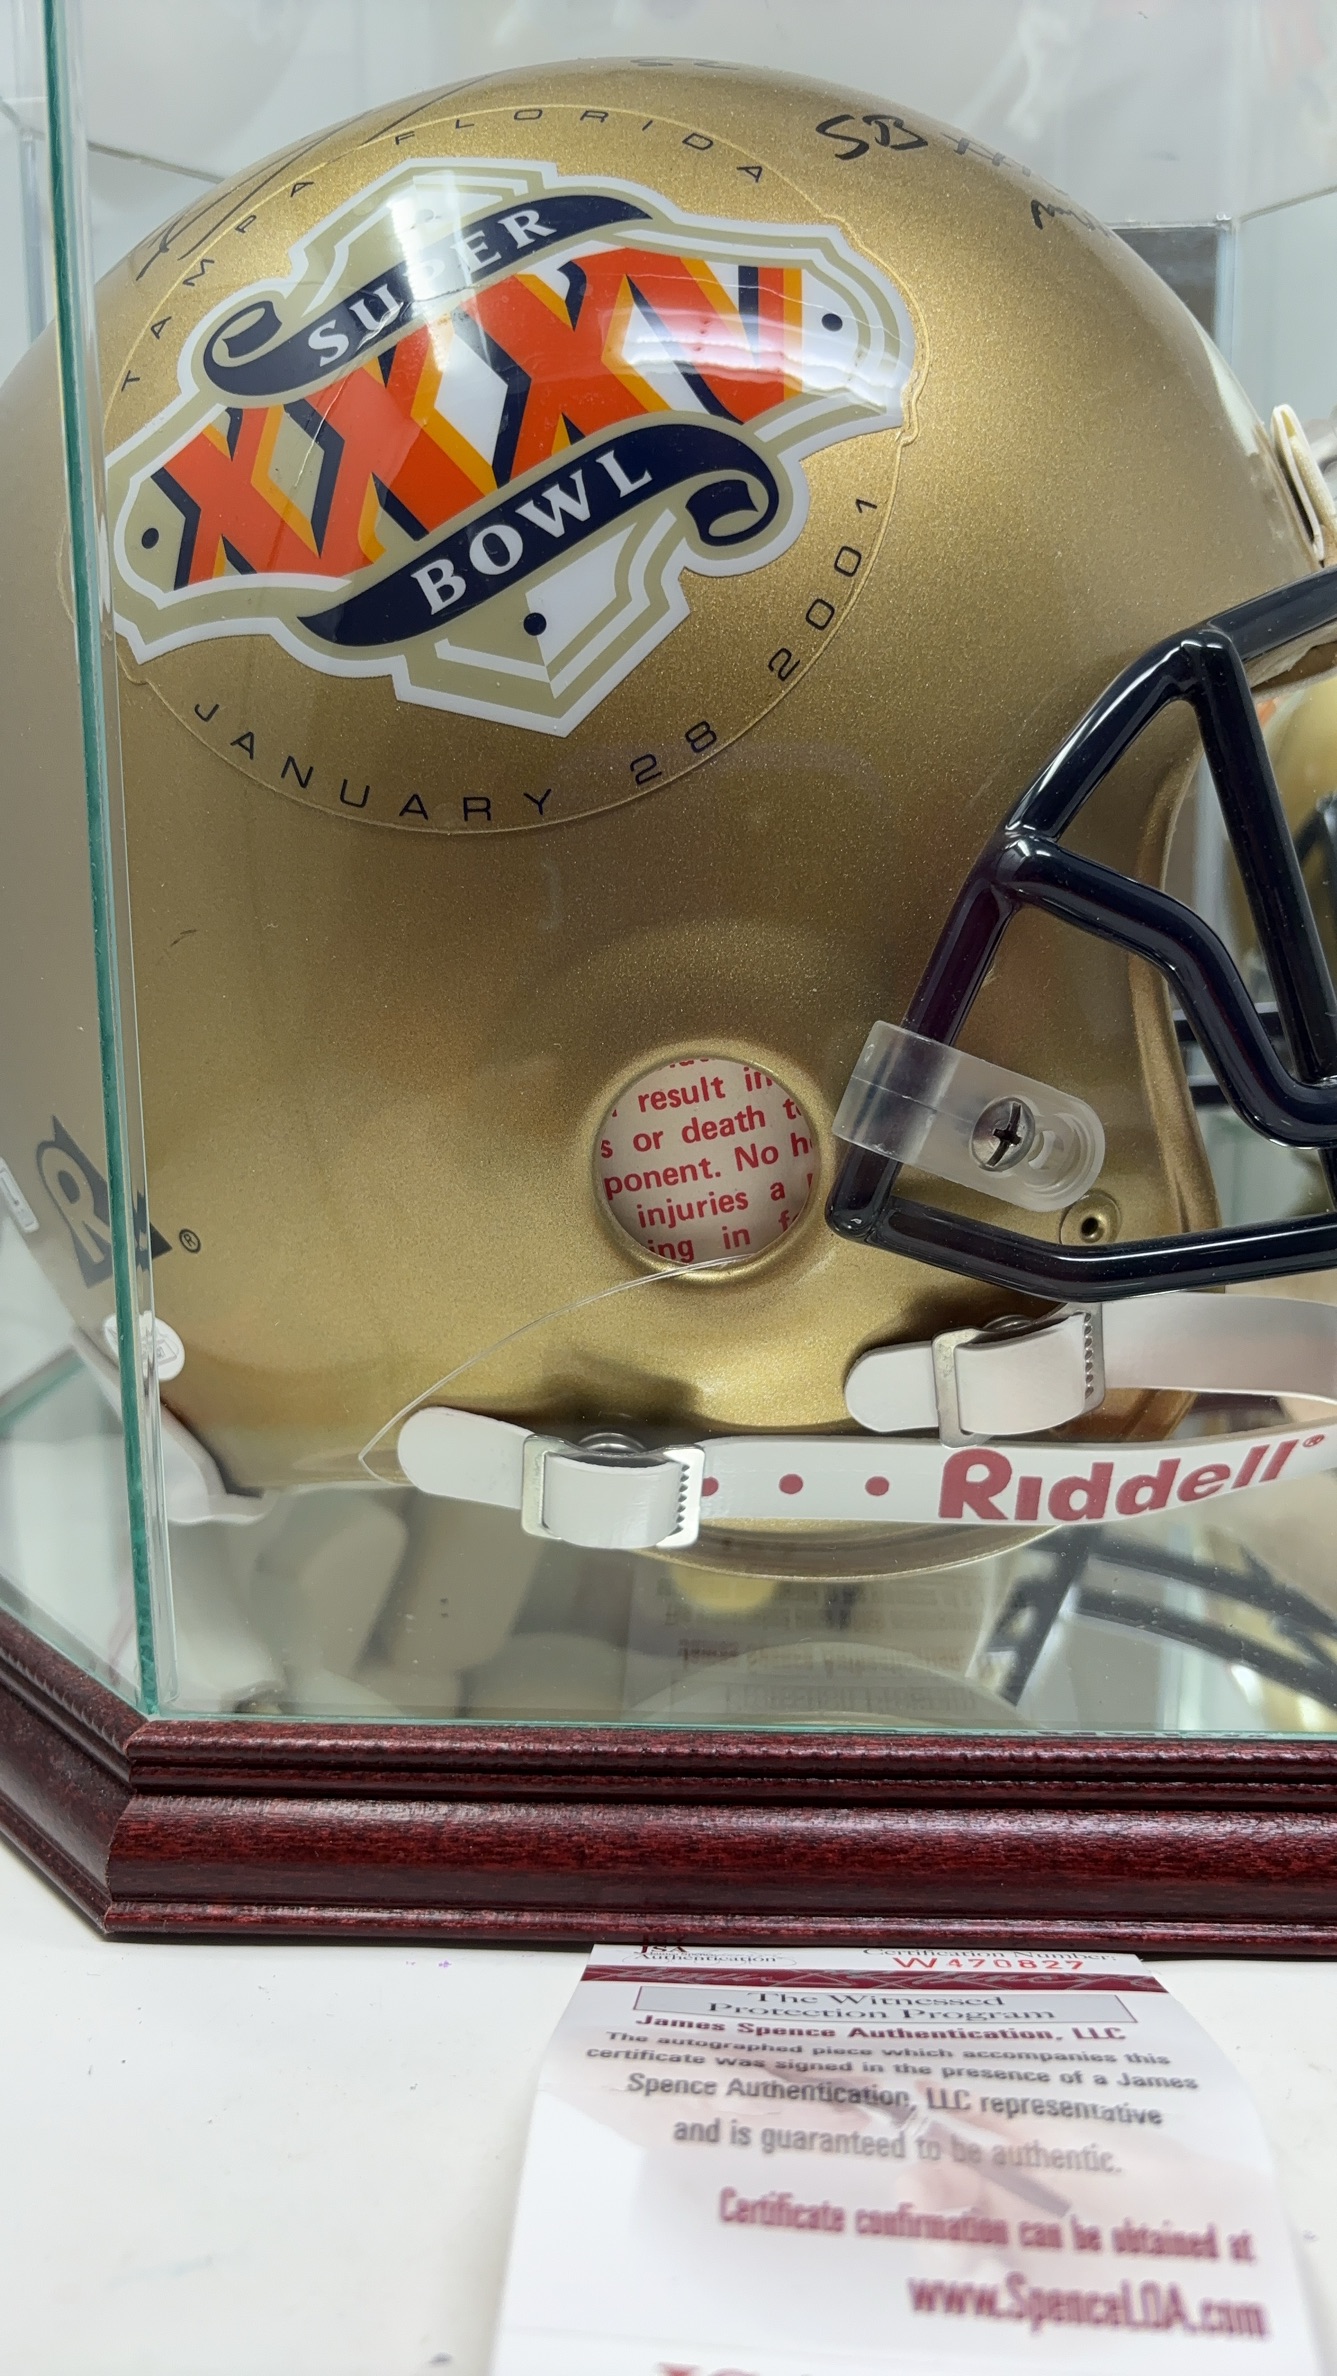 SB
TAMPA FLORIDA
SUPER
XXXV
BOWL
JANUARY 28 2001
result in
s or death t
ponent. No h
injuries a
ing in f
R®
Riddell®
JSA
Authentication
Certification Number:
W470827
The Witnessed
Protection Program
James Spence Authentication, LLC
The autographed piece which accompanies this
certificate was signed in the presence of a James
Spence Authentication, LLC representative
and is guaranteed to be authentic.
Certificate confirmation can be obtained at
www.SpenceLOA.com